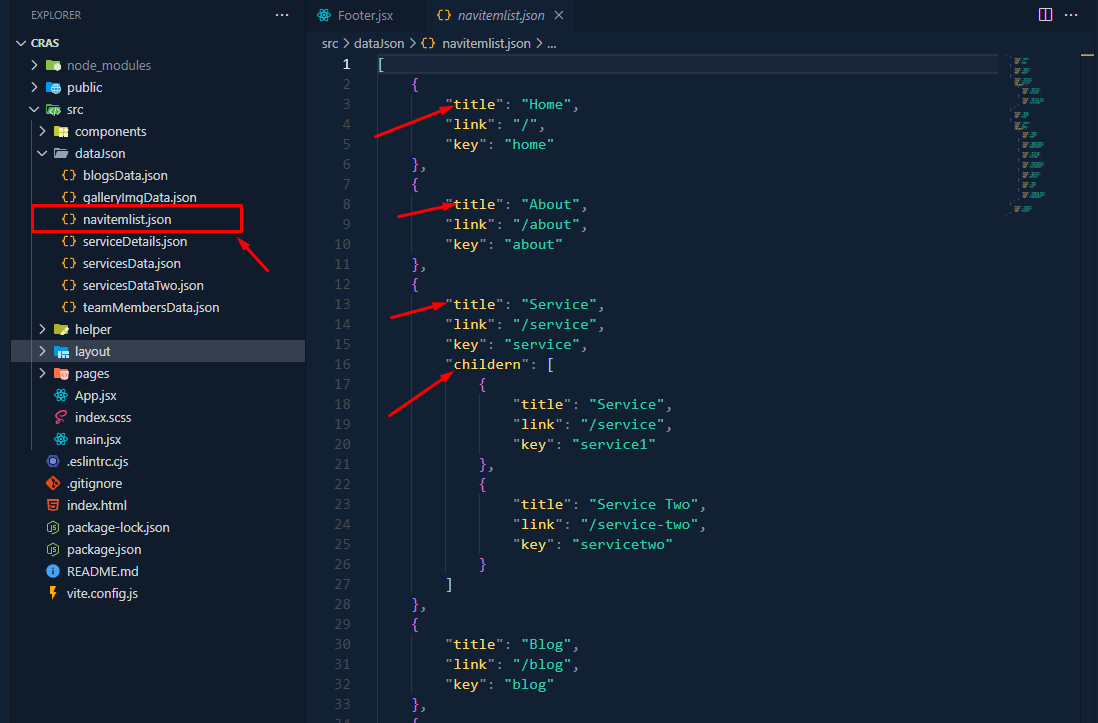 EXPLORER
CRAS
node_modules
public
src
components
dataJson
blogsData.json
galleryImgData.json
navitemlist.json
serviceDetails.json
servicesData.json
servicesDataTwo.json
teamMembersData.json
helper
layout
pages
App.jsx
index.scss
main.jsx
.eslintrc.cjs
.gitignore
index.html
package-lock.json
package.json
README.md
vite.config.js
Footer.jsx
{} navitemlist.json
src > dataJson > {} navitemlist.json > ...
1 [
2 {
3 "title": "Home",
4 "link": "/",
5 "key": "home"
6 },
7 {
8 "title": "About",
9 "link": "/about",
10 "key": "about"
11 },
12 {
13 "title": "Service",
14 "link": "/service",
15 "key": "service",
16 "childern": [
17 {
18 "title": "Service",
19 "link": "/service",
20 "key": "service1"
21 },
22 {
23 "title": "Service Two",
24 "link": "/service-two",
25 "key": "servicetwo"
26 }
27 ]
28 },
29 {
30 "title": "Blog",
31 "link": "/blog",
32 "key": "blog"
33 },